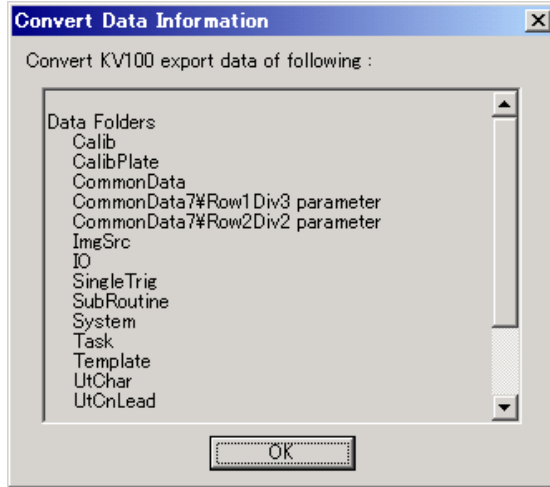 Convert Data Information
Convert KV100 export data of following :
Data Folders
Calib
CalibPlate
CommonData
CommonData7¥Row1Div3 parameter
CommonData7¥Row2Div2 parameter
ImgSrc
IO
SingleTrig
SubRoutine
System
Task
Template
UtChar
UtCnLead
OK